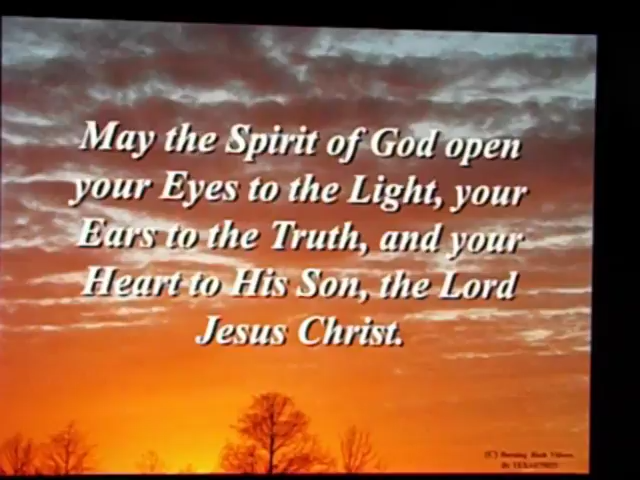 May the Spirit of God open
your Eyes to the Light, your
Ears to the Truth, and your
Heart to His Son, the Lord
Jesus Christ.